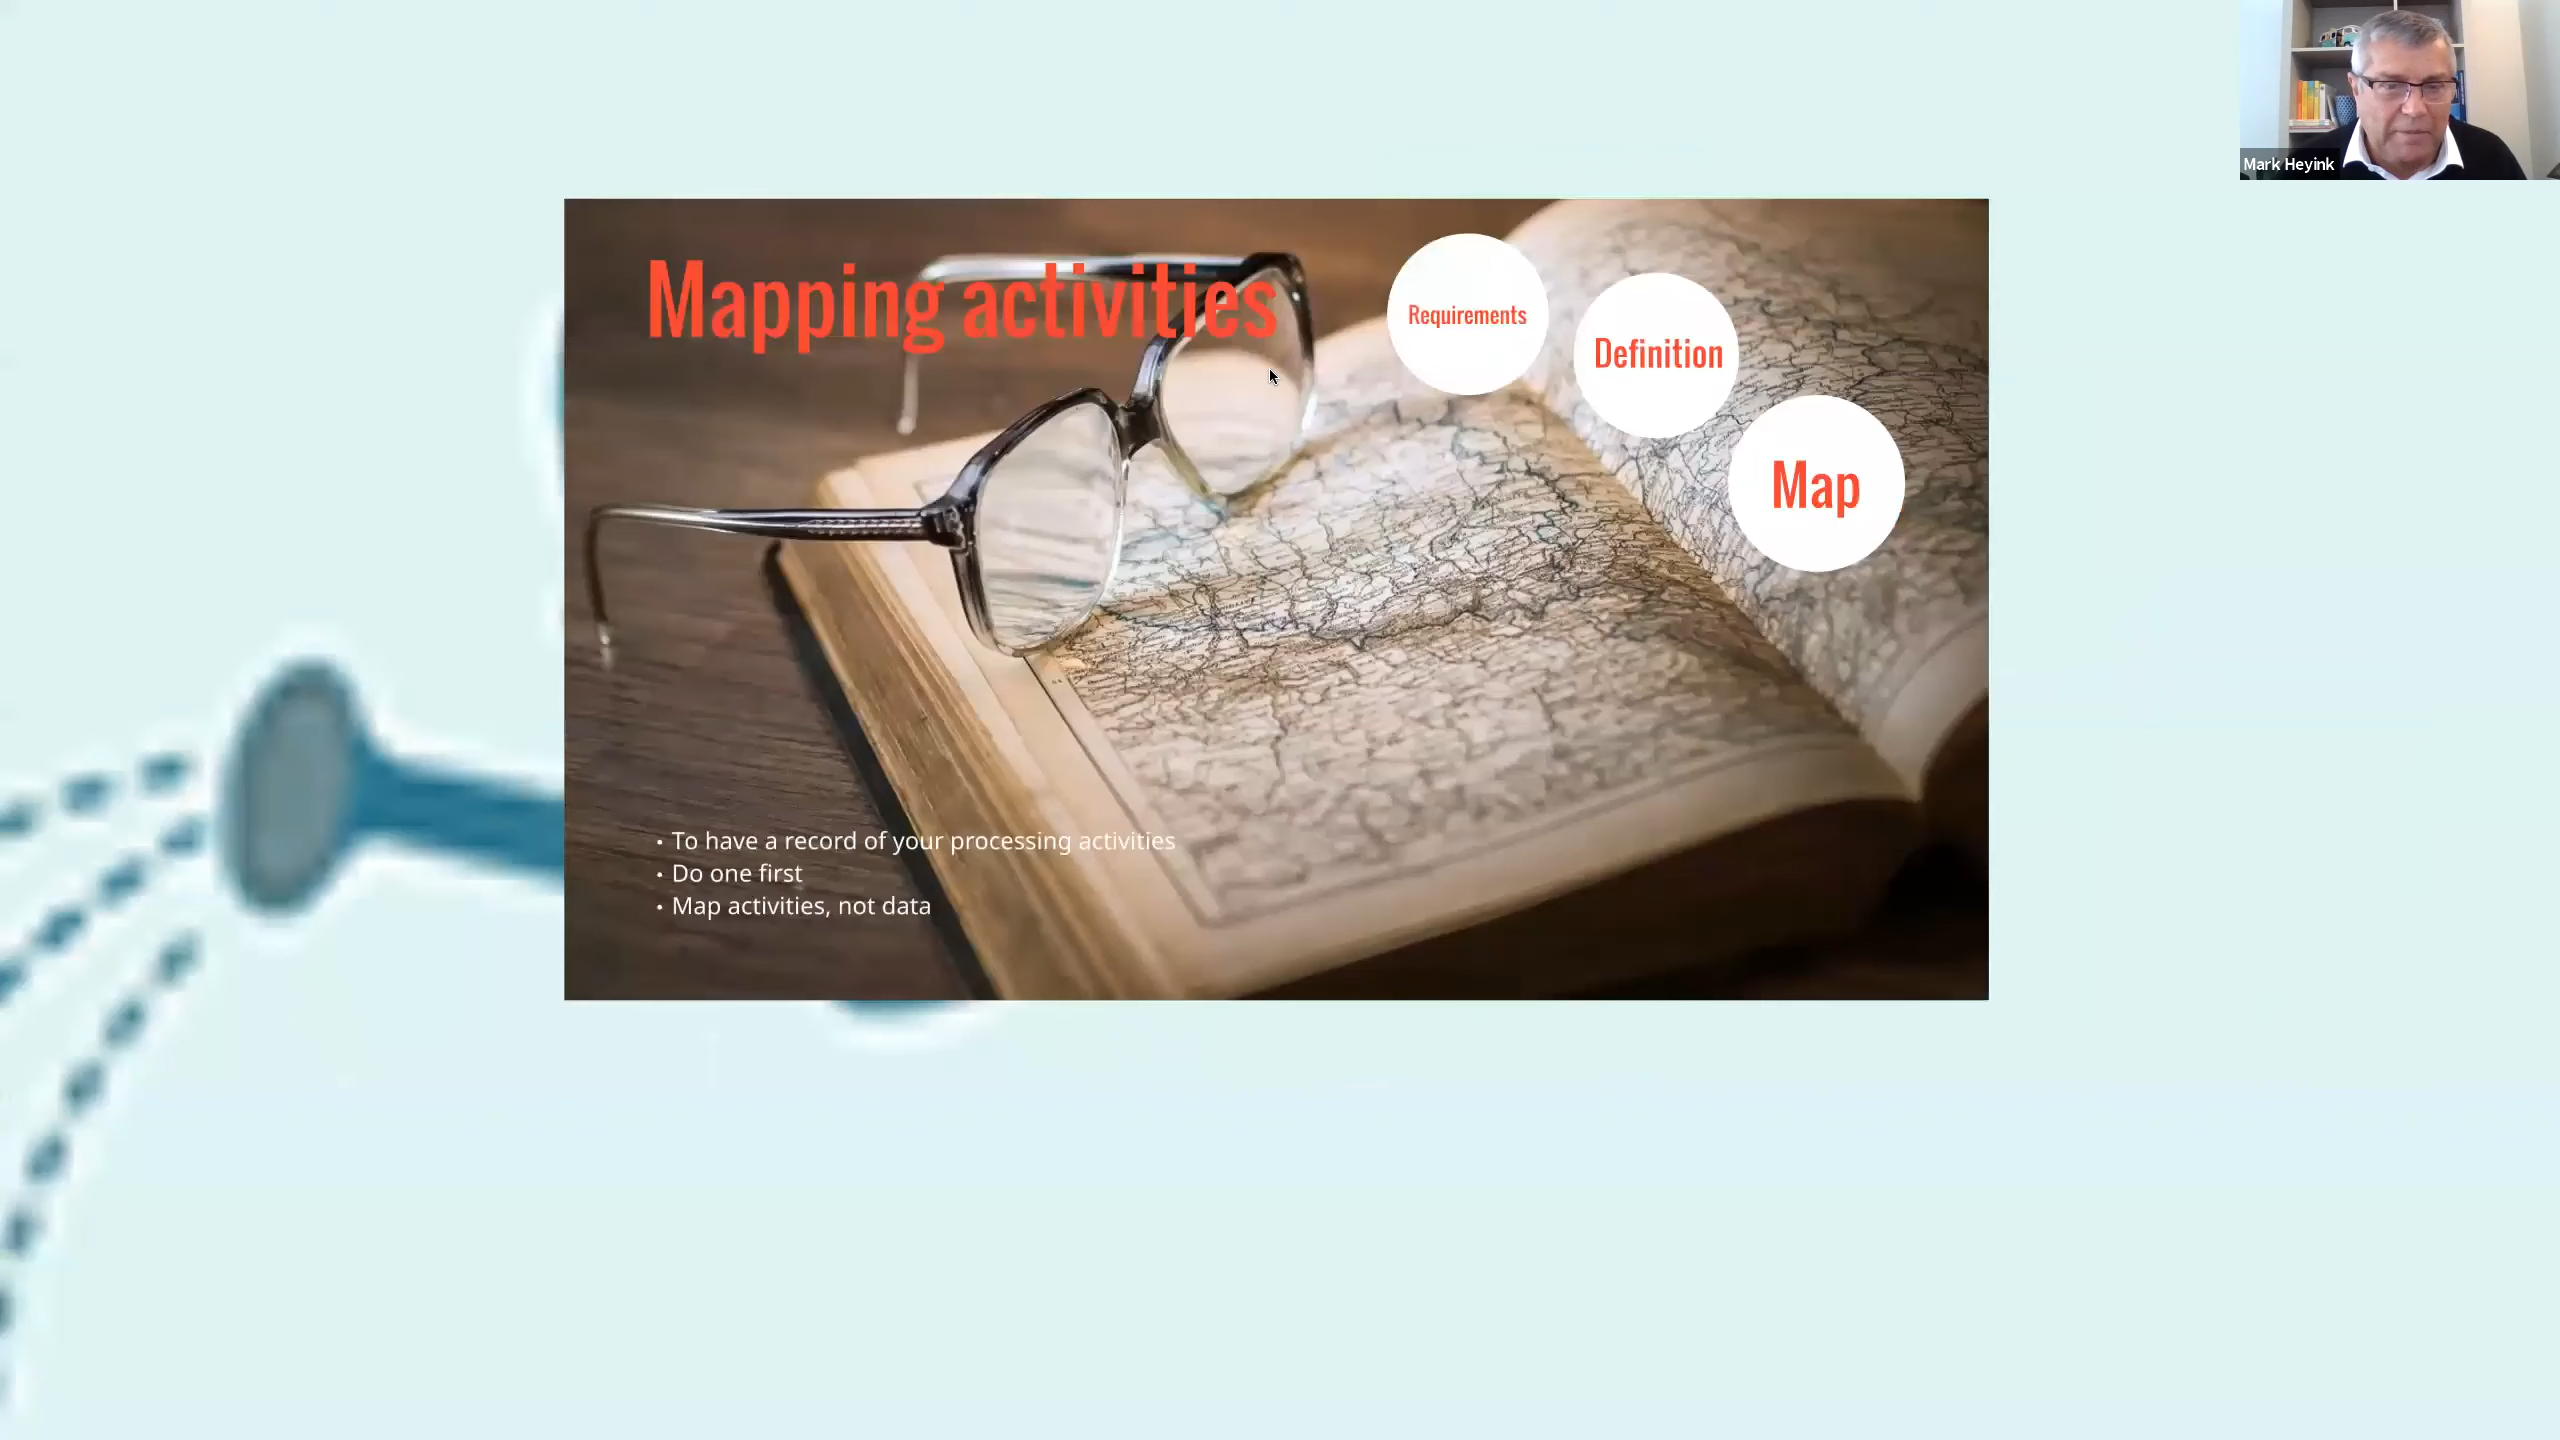 Mark Heyink
Mapping activities
Requirements
Definition
Map
• To have a record of your processing activities
• Do one first
• Map activities, not data